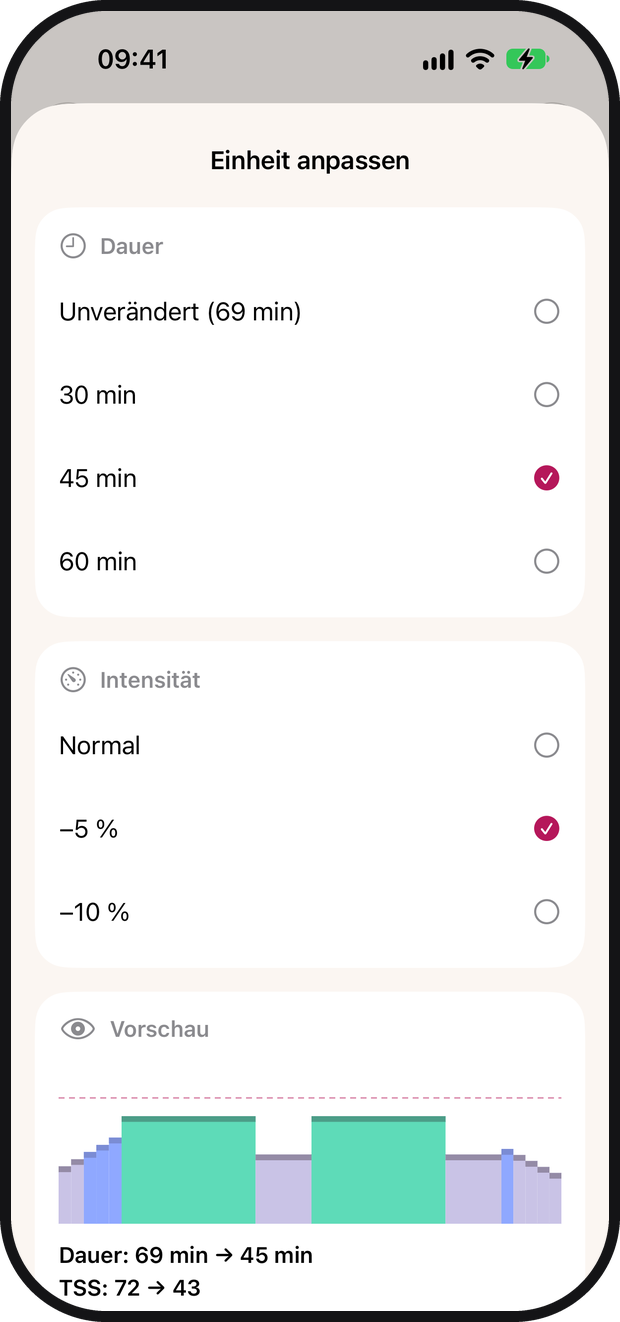 09:41
Einheit anpassen
Dauer
Unverändert (69 min)
30 min
45 min
60 min
Intensität
Normal
–5 %
–10 %
Vorschau
Dauer: 69 min → 45 min
TSS: 72 → 43